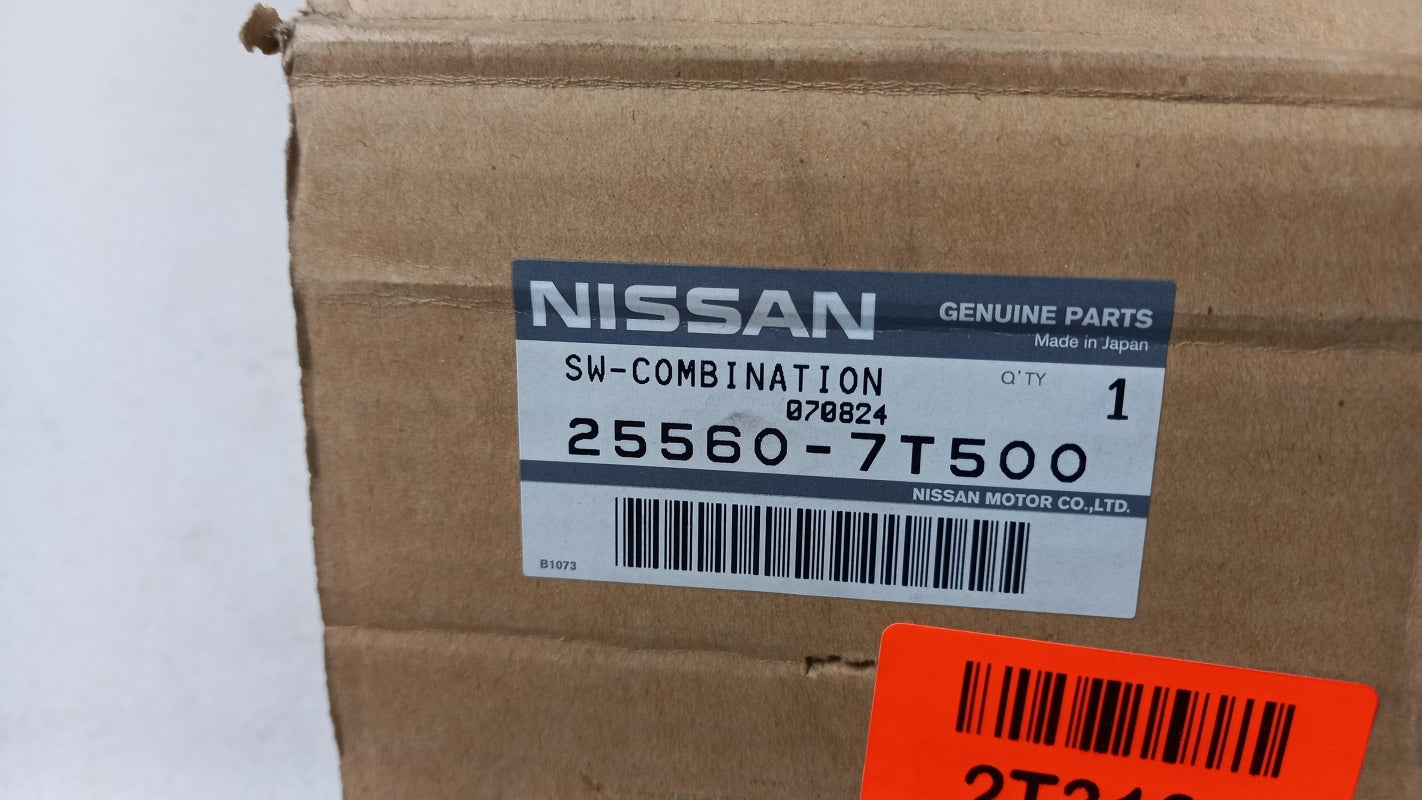 NISSAN
GENUINE PARTS
Made in Japan
SW-COMBINATION
Q'TY 1
070824
25560-7T500
NISSAN MOTOR CO.,LTD.
B1073